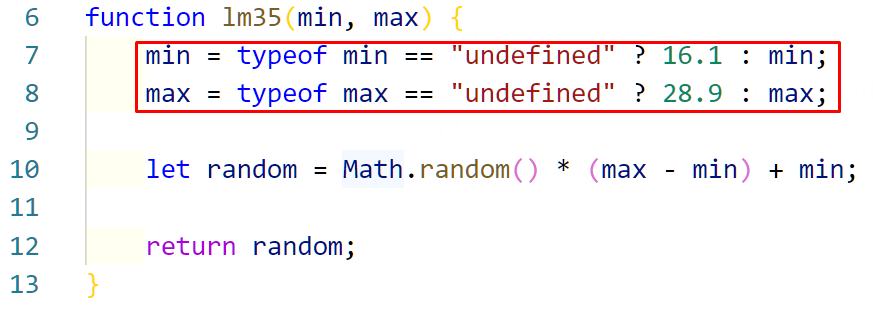 6 function lm35(min, max) {
7 min = typeof min == "undefined" ? 16.1 : min;
8 max = typeof max == "undefined" ? 28.9 : max;
9
10 let random = Math.random() * (max - min) + min;
11
12 return random;
13 }